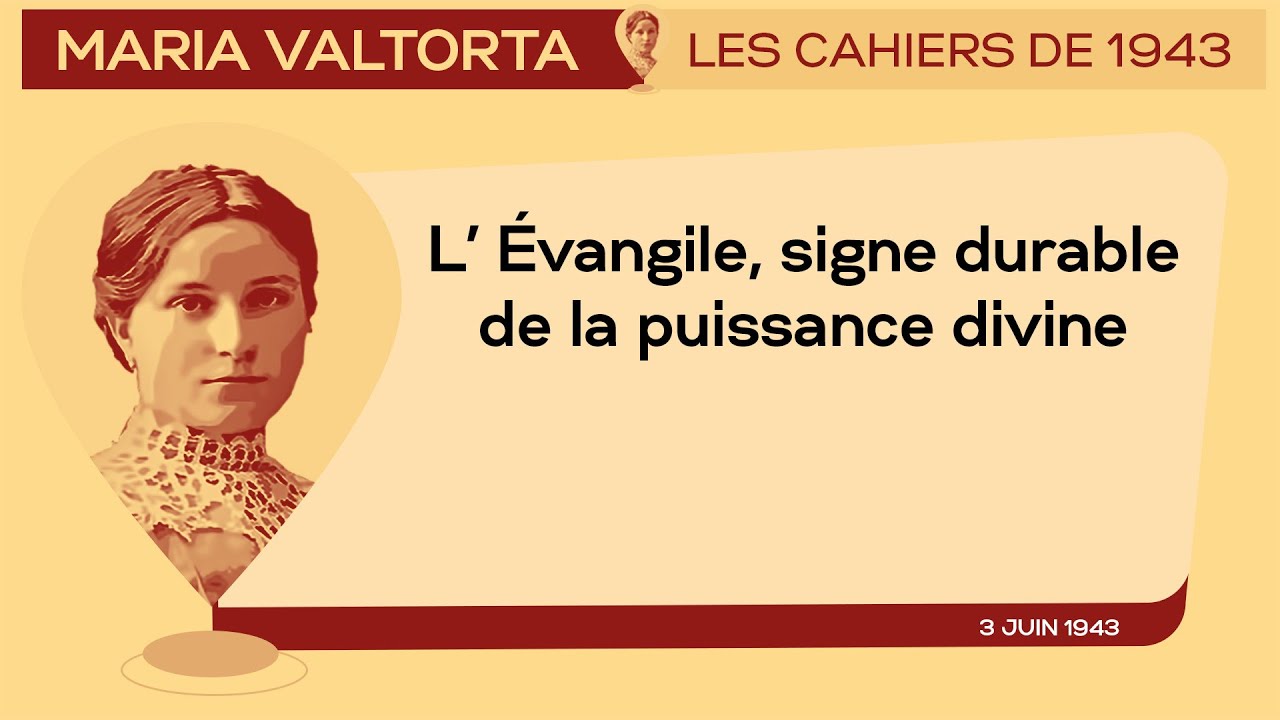 MARIA VALTORTA
LES CAHIERS DE 1943
L’ Évangile, signe durable
de la puissance divine
3 JUIN 1943